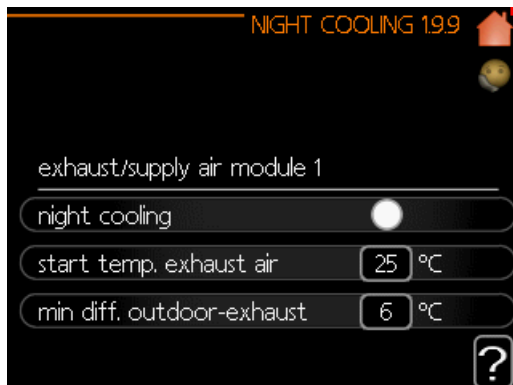 NIGHT COOLING 1.9.9
exhaust/supply air module 1
night cooling
start temp. exhaust air 25 °C
min diff. outdoor-exhaust 6 °C
?